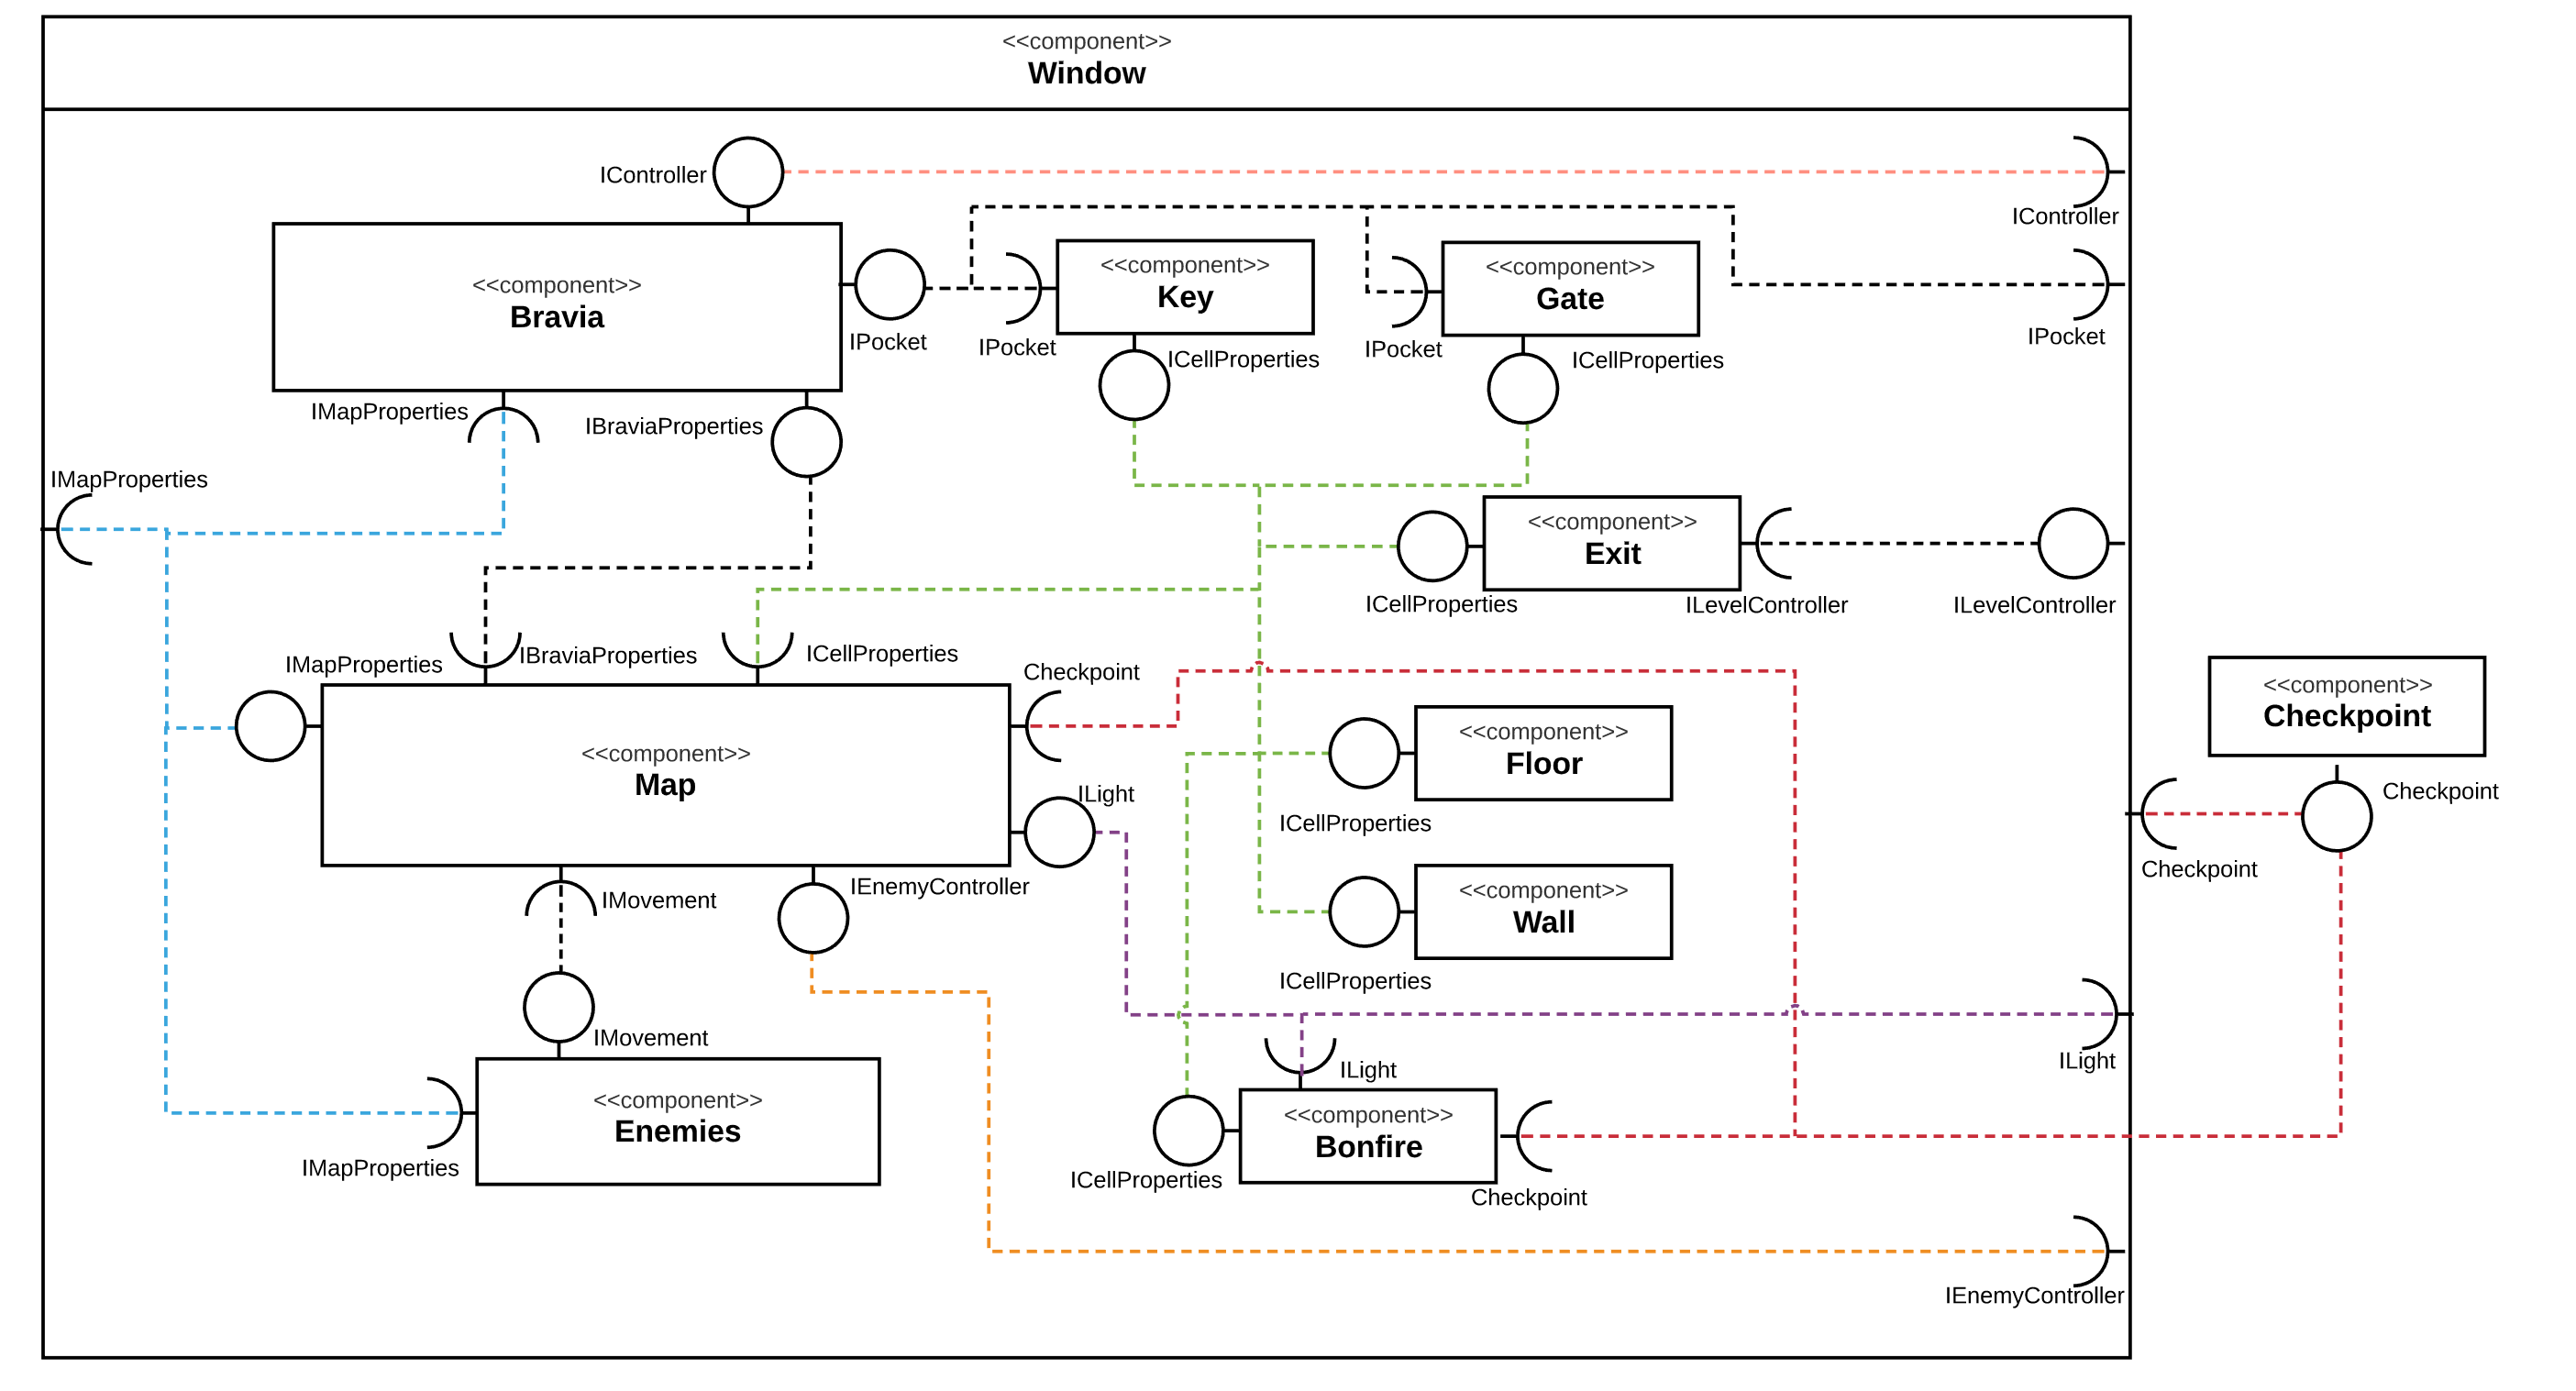 <<component>>
Window
IController
IController
<<component>>
Bravia
IPocket
IPocket
<<component>>
Key
ICellProperties
IPocket
<<component>>
Gate
ICellProperties
IPocket
IMapProperties
IBraviaProperties
IMapProperties
<<component>>
Exit
ICellProperties
ILevelController
ILevelController
IMapProperties
IBraviaProperties
ICellProperties
Checkpoint
<<component>>
Map
ILight
<<component>>
Floor
ICellProperties
<<component>>
Checkpoint
Checkpoint
Checkpoint
IMovement
IEnemyController
<<component>>
Wall
ICellProperties
IMovement
ILight
ILight
<<component>>
Enemies
IMapProperties
<<component>>
Bonfire
ICellProperties
Checkpoint
IEnemyController